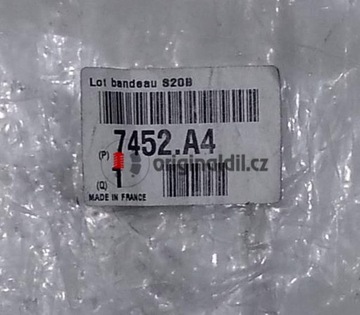 Lot bandeau S20B
(P) 7452.A4
originaldil.cz
(Q) 1
MADE IN FRANCE